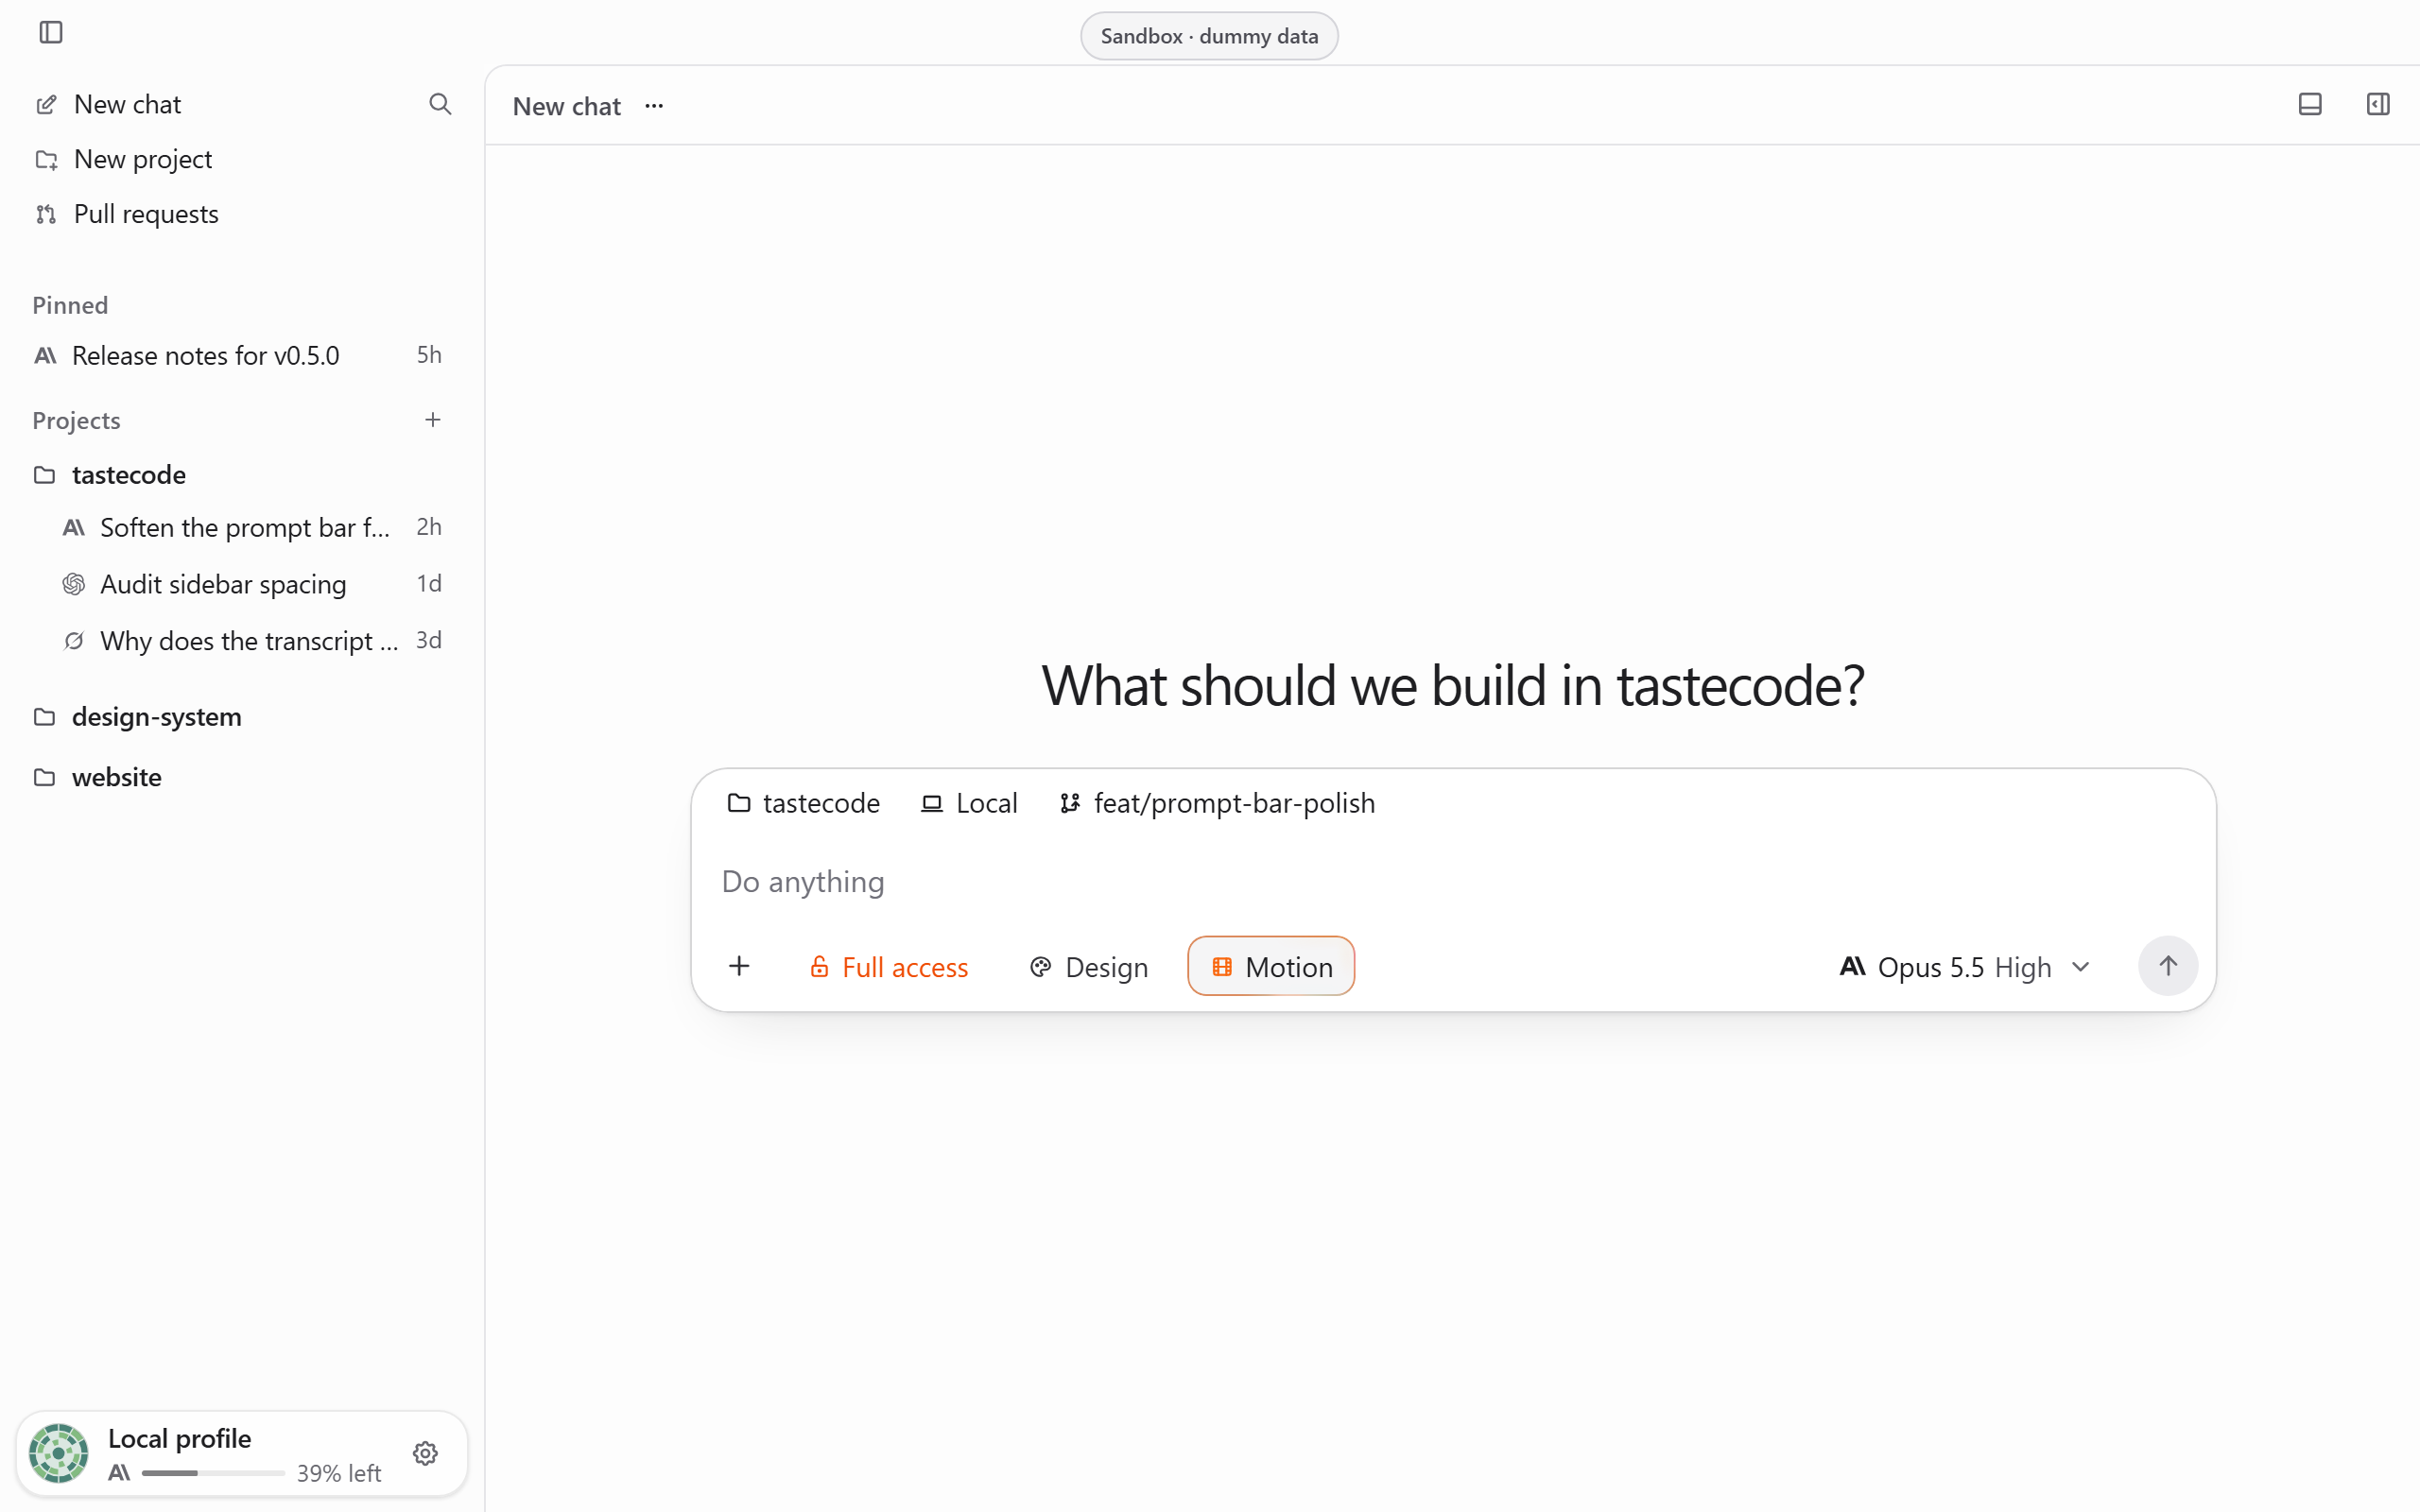 Sandbox · dummy data
New chat
New project
Pull requests
Pinned
Release notes for v0.5.0 5h
Projects
tastecode
Soften the prompt bar f... 2h
Audit sidebar spacing 1d
Why does the transcript ... 3d
design-system
website
Local profile
39% left
New chat
What should we build in tastecode?
tastecode Local feat/prompt-bar-polish
Do anything
Full access Design Motion Opus 5.5 High